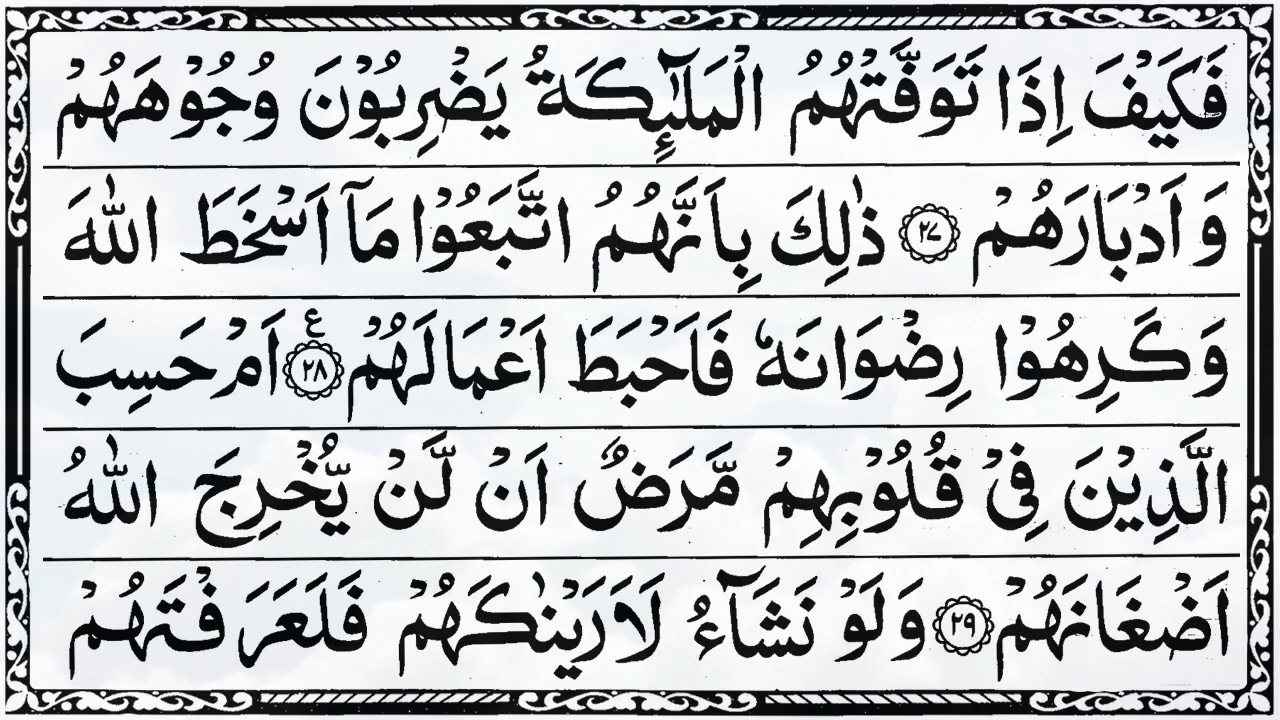 فَكَيْفَ اِذَا تَوَفَّتْهُمُ الْمَلٰٓئِكَةُ يَضْرِبُوْنَ وُجُوْهَهُمْ
وَ اَدْبَارَهُمْ ۝۲۷ ذٰلِكَ بِاَنَّهُمُ اتَّبَعُوْا مَاۤ اَسْخَطَ اللّٰهَ
وَ كَرِهُوْا رِضْوَانَهٗ فَاَحْبَطَ اَعْمَالَهُمْ ۝۲۸ ع اَمْ حَسِبَ
الَّذِيْنَ فِيْ قُلُوْبِهِمْ مَّرَضٌ اَنْ لَّنْ يُّخْرِجَ اللّٰهُ
اَضْغَانَهُمْ ۝۲۹ وَ لَوْ نَشَآءُ لَاَرَيْنٰكَهُمْ فَلَعَرَفْتَهُمْ